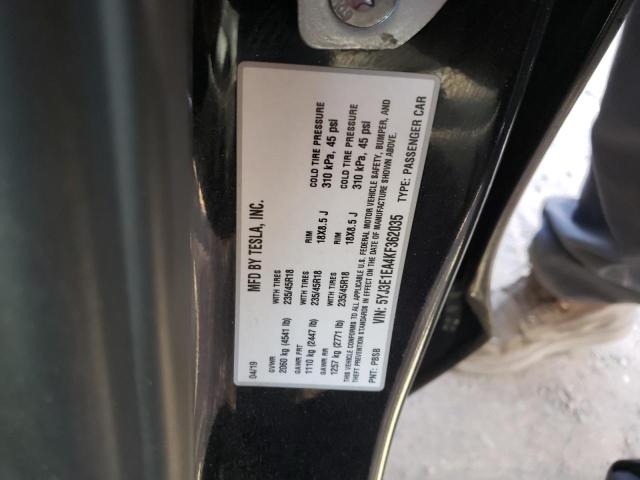 MFD BY TESLA, INC.
04/19
GVWR WITH TIRES RIM COLD TIRE PRESSURE
2060 kg (4541 lb) 235/45R18 18X8.5 J 310 kPa, 45 psi
GAWR FRT WITH TIRES RIM COLD TIRE PRESSURE
1110 kg (2447 lb) 235/45R18 18X8.5 J 310 kPa, 45 psi
GAWR RR WITH TIRES
1257 kg (2771 lb) 235/45R18
THIS VEHICLE CONFORMS TO ALL APPLICABLE U.S. FEDERAL MOTOR VEHICLE SAFETY, BUMPER, AND
THEFT PREVENTION STANDARDS IN EFFECT ON THE DATE OF MANUFACTURE SHOWN ABOVE.
VIN: 5YJ3E1EA4KF362035 TYPE: PASSENGER CAR
PNT: PBSB